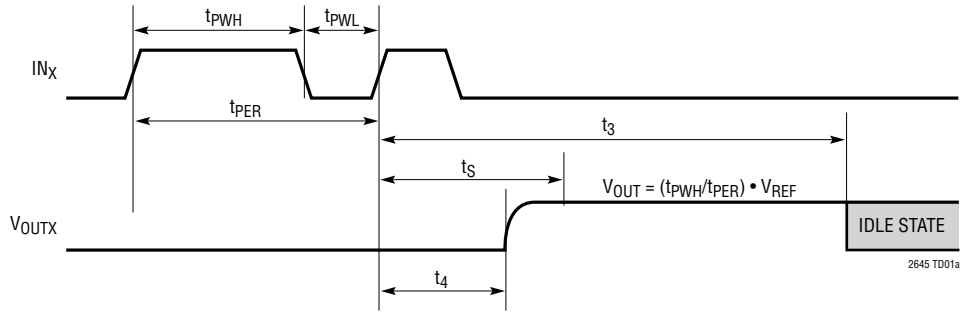 tPWH
tPWL
INX
tPER
t3
tS
VOUT = (tPWH/tPER) • VREF
VOUTX
IDLE STATE
2645 TD01a
t4